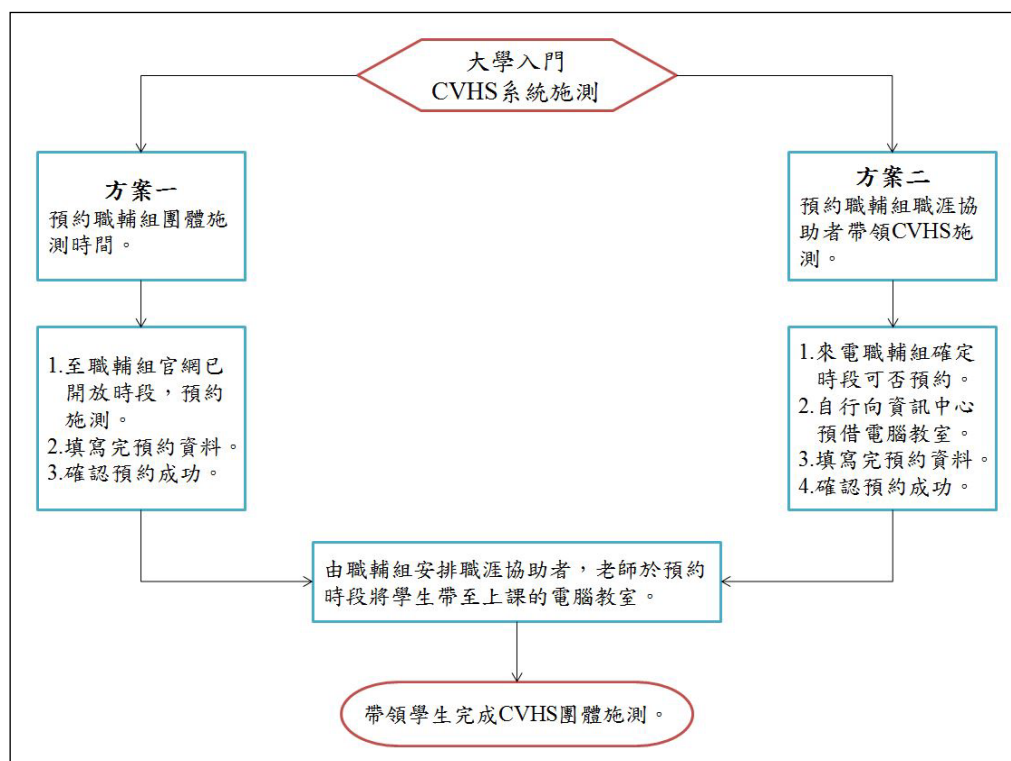 大學入門
CVHS系統施測
方案一
預約職輔組團體施
測時間。
方案二
預約職輔組職涯協
助者帶領CVHS施
測。
1.至職輔組官網已
開放時段，預約
施測。
2.填寫完預約資料。
3.確認預約成功。
1.來電職輔組確定
時段可否預約。
2.自行向資訊中心
預借電腦教室。
3.填寫完預約資料。
4.確認預約成功。
由職輔組安排職涯協助者，老師於預約
時段將學生帶至上課的電腦教室。
帶領學生完成CVHS團體施測。